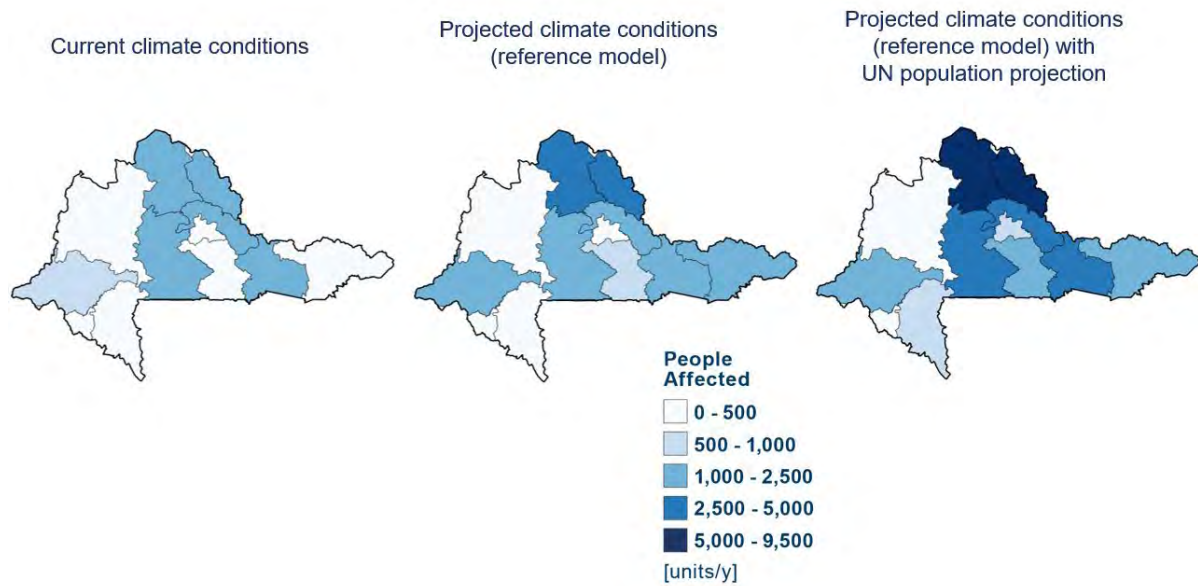 Current climate conditions
Projected climate conditions
(reference model)
Projected climate conditions
(reference model) with
UN population projection
People
Affected
0 - 500
500 - 1,000
1,000 - 2,500
2,500 - 5,000
5,000 - 9,500
[units/y]